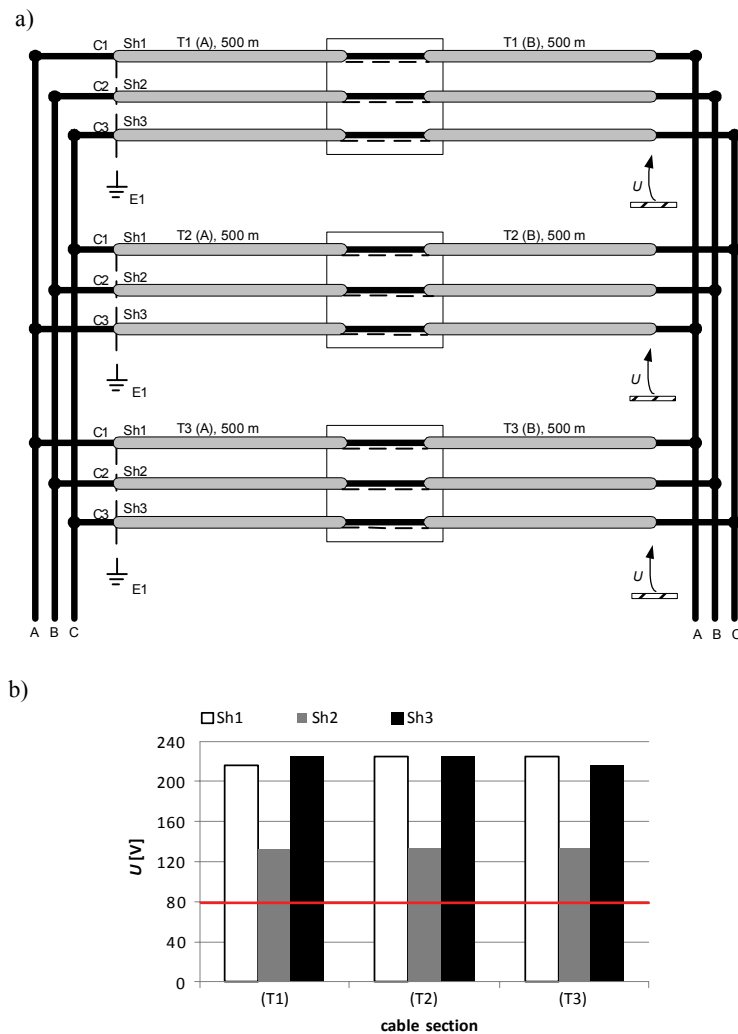 a)
C1 Sh1 T1 (A), 500 m T1 (B), 500 m
C2 Sh2
C3 Sh3
U
E1
C1 Sh1 T2 (A), 500 m T2 (B), 500 m
C2 Sh2
C3 Sh3
U
E1
C1 Sh1 T3 (A), 500 m T3 (B), 500 m
C2 Sh2
C3 Sh3
U
E1
A B C A B C
b)
Sh1 Sh2 Sh3
240
200
160
120
80
40
0
U [V]
(T1) (T2) (T3)
cable section